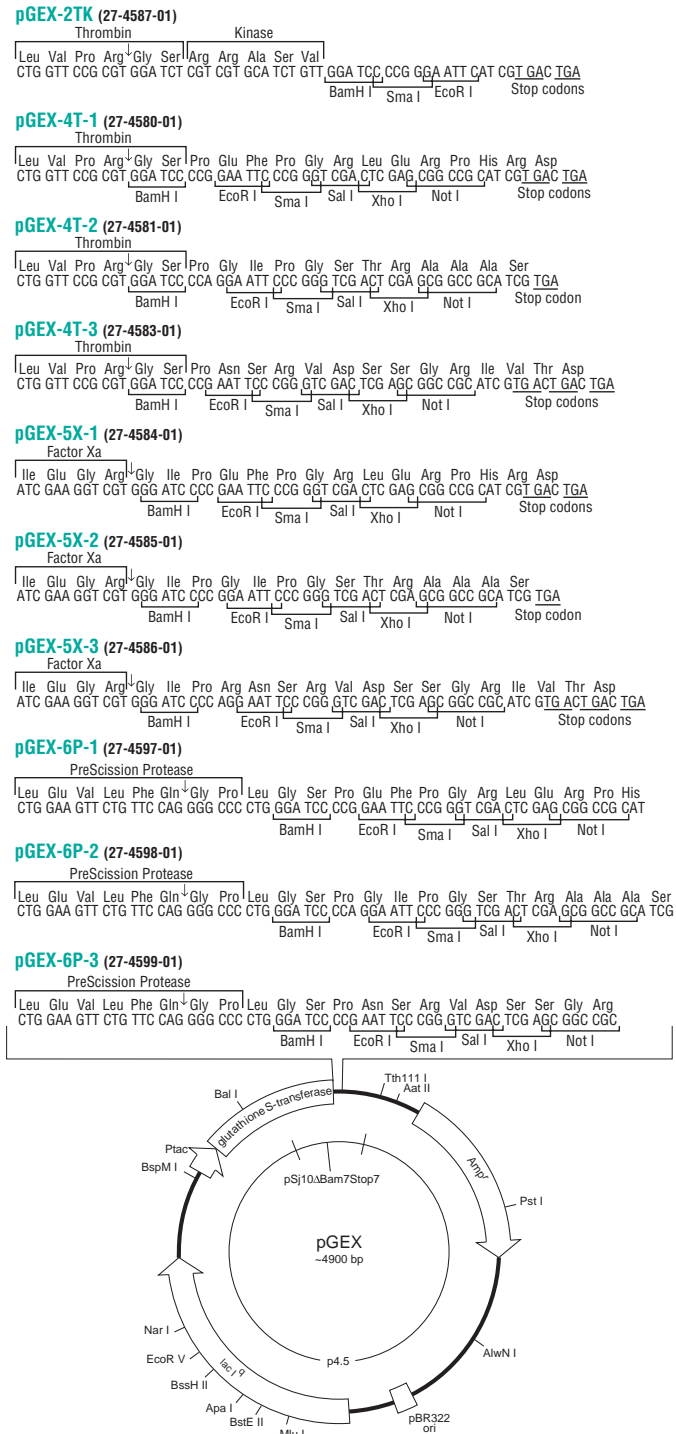 pGEX-2TK (27-4587-01)
Thrombin Kinase
Leu Val Pro Arg↓Gly Ser Arg Arg Ala Ser Val
CTG GTT CCG CGT GGA TCT CGT CGT GCA TCT GTT GGA TCC CCG GGA ATT CAT CGT GAC TGA
BamH I Sma I EcoR I Stop codons
pGEX-4T-1 (27-4580-01)
Thrombin
Leu Val Pro Arg↓Gly Ser Pro Glu Phe Pro Gly Arg Leu Glu Arg Pro His Arg Asp
CTG GTT CCG CGT GGA TCC CCG GAA TTC CCG GGT CGA CTC GAG CGG CCG CAT CGT GAC TGA
BamH I EcoR I Sma I Sal I Xho I Not I Stop codons
pGEX-4T-2 (27-4581-01)
Thrombin
Leu Val Pro Arg↓Gly Ser Pro Gly Ile Pro Gly Ser Thr Arg Ala Ala Ala Ser
CTG GTT CCG CGT GGA TCC CCA GGA ATT CCC GGG TCG ACT CGA GCG GCC GCA TCG TGA
BamH I EcoR I Sma I Sal I Xho I Not I Stop codon
pGEX-4T-3 (27-4583-01)
Thrombin
Leu Val Pro Arg↓Gly Ser Pro Asn Ser Arg Val Asp Ser Ser Gly Arg Ile Val Thr Asp
CTG GTT CCG CGT GGA TCC CCG AAT TCC CGG GTC GAC TCG AGC GGC CGC ATC GTG ACT GAC TGA
BamH I EcoR I Sma I Sal I Xho I Not I Stop codons
pGEX-5X-1 (27-4584-01)
Factor Xa
Ile Glu Gly Arg↓Gly Ile Pro Glu Phe Pro Gly Arg Leu Glu Arg Pro His Arg Asp
ATC GAA GGT CGT GGG ATC CCC GAA TTC CCG GGT CGA CTC GAG CGG CCG CAT CGT GAC TGA
BamH I EcoR I Sma I Sal I Xho I Not I Stop codons
pGEX-5X-2 (27-4585-01)
Factor Xa
Ile Glu Gly Arg↓Gly Ile Pro Gly Ile Pro Gly Ser Thr Arg Ala Ala Ala Ser
ATC GAA GGT CGT GGG ATC CCC GGA ATT CCC GGG TCG ACT CGA GCG GCC GCA TCG TGA
BamH I EcoR I Sma I Sal I Xho I Not I Stop codon
pGEX-5X-3 (27-4586-01)
Factor Xa
Ile Glu Gly Arg↓Gly Ile Pro Arg Asn Ser Arg Val Asp Ser Ser Gly Arg Ile Val Thr Asp
ATC GAA GGT CGT GGG ATC CCC AGG AAT TCC CGG GTC GAC TCG AGC GGC CGC ATC GTG ACT GAC TGA
BamH I EcoR I Sma I Sal I Xho I Not I Stop codons
pGEX-6P-1 (27-4597-01)
PreScission Protease
Leu Glu Val Leu Phe Gln↓Gly Pro Leu Gly Ser Pro Glu Phe Pro Gly Arg Leu Glu Arg Pro His
CTG GAA GTT CTG TTC CAG GGG CCC CTG GGA TCC CCG GAA TTC CCG GGT CGA CTC GAG CGG CCG CAT
BamH I EcoR I Sma I Sal I Xho I Not I
pGEX-6P-2 (27-4598-01)
PreScission Protease
Leu Glu Val Leu Phe Gln↓Gly Pro Leu Gly Ser Pro Gly Ile Pro Gly Ser Thr Arg Ala Ala Ala Ser
CTG GAA GTT CTG TTC CAG GGG CCC CTG GGA TCC CCA GGA ATT CCC GGG TCG ACT CGA GCG GCC GCA TCG
BamH I EcoR I Sma I Sal I Xho I Not I
pGEX-6P-3 (27-4599-01)
PreScission Protease
Leu Glu Val Leu Phe Gln↓Gly Pro Leu Gly Ser Pro Asn Ser Arg Val Asp Ser Ser Gly Arg
CTG GAA GTT CTG TTC CAG GGG CCC CTG GGA TCC CCG AAT TCC CGG GTC GAC TCG AGC GGC CGC
BamH I EcoR I Sma I Sal I Xho I Not I
Tth111 I
Aat II
Bal I
glutathione S-transferase
Ptac
BspM I
pSj10ΔBam7Stop7
Ampr
Pst I
pGEX
~4900 bp
Nar I
EcoR V
BssH II
Apa I
BstE II
Mlu I
lac Iq
p4.5
AlwN I
pBR322
ori